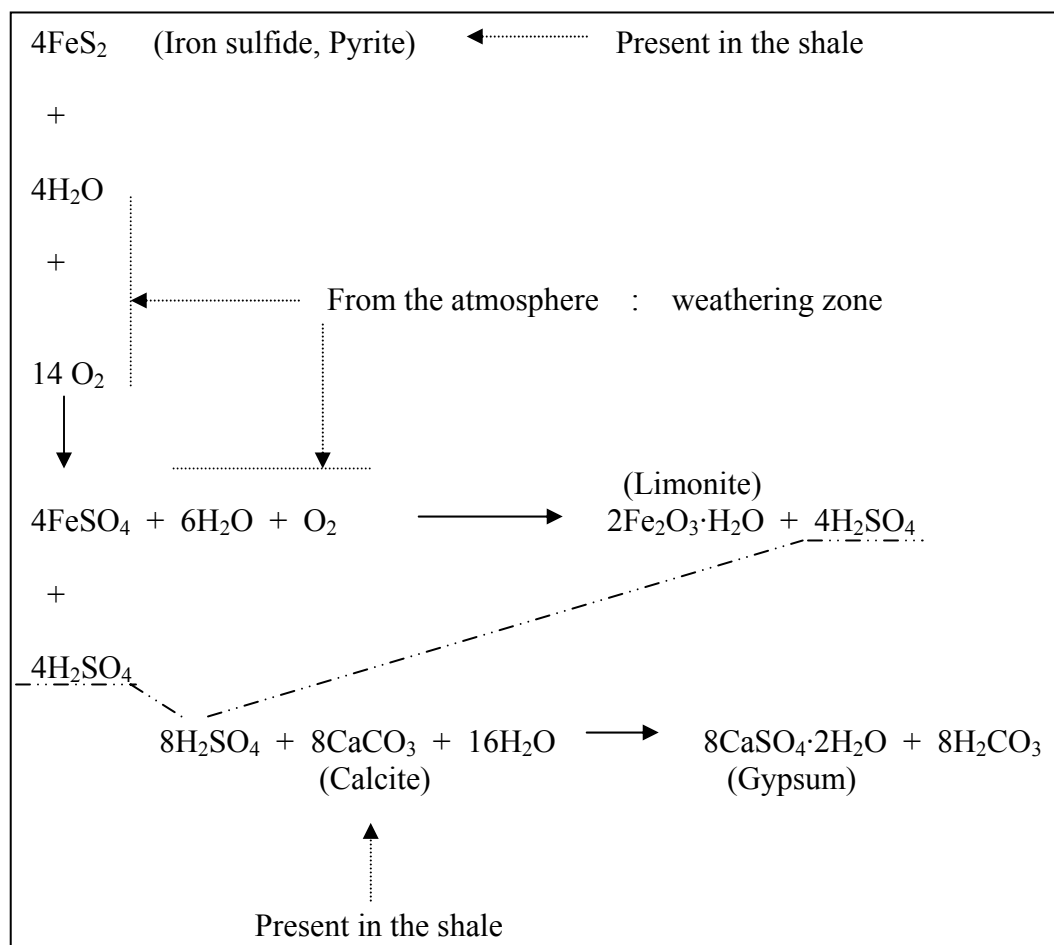 4FeS₂ (Iron sulfide, Pyrite) Present in the shale
+
4H₂O
+
From the atmosphere : weathering zone
14 O₂
(Limonite)
4FeSO₄ + 6H₂O + O₂ 2Fe₂O₃·H₂O + 4H₂SO₄
+
4H₂SO₄
8H₂SO₄ + 8CaCO₃ + 16H₂O 8CaSO₄·2H₂O + 8H₂CO₃
(Calcite) (Gypsum)
Present in the shale